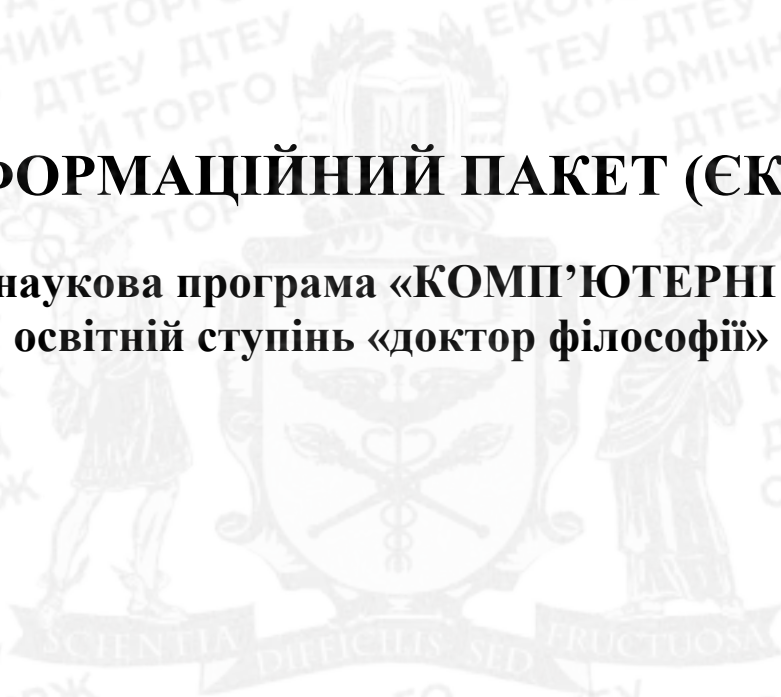 ФОРМАЦІЙНИЙ ПАКЕТ (ЄК
наукова програма «КОМП’ЮТЕРНІ
освітній ступінь «доктор філософії»
SCIENTIA DIFFICILIS SED FRUCTUOSA